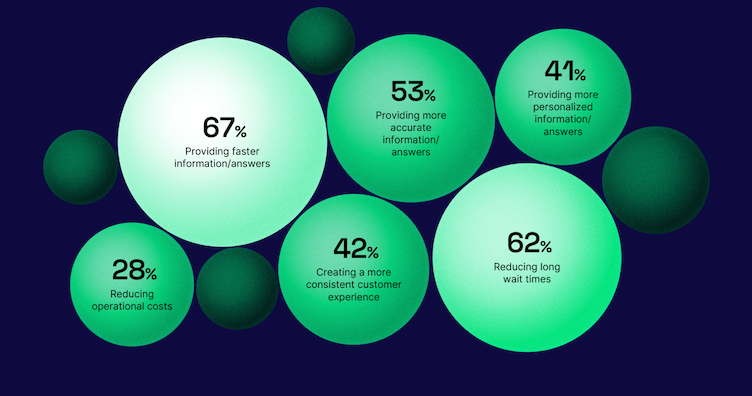 67%
Providing faster
information/answers
53%
Providing more
accurate
information/
answers
41%
Providing more
personalized
information/
answers
28%
Reducing
operational costs
42%
Creating a more
consistent customer
experience
62%
Reducing long
wait times